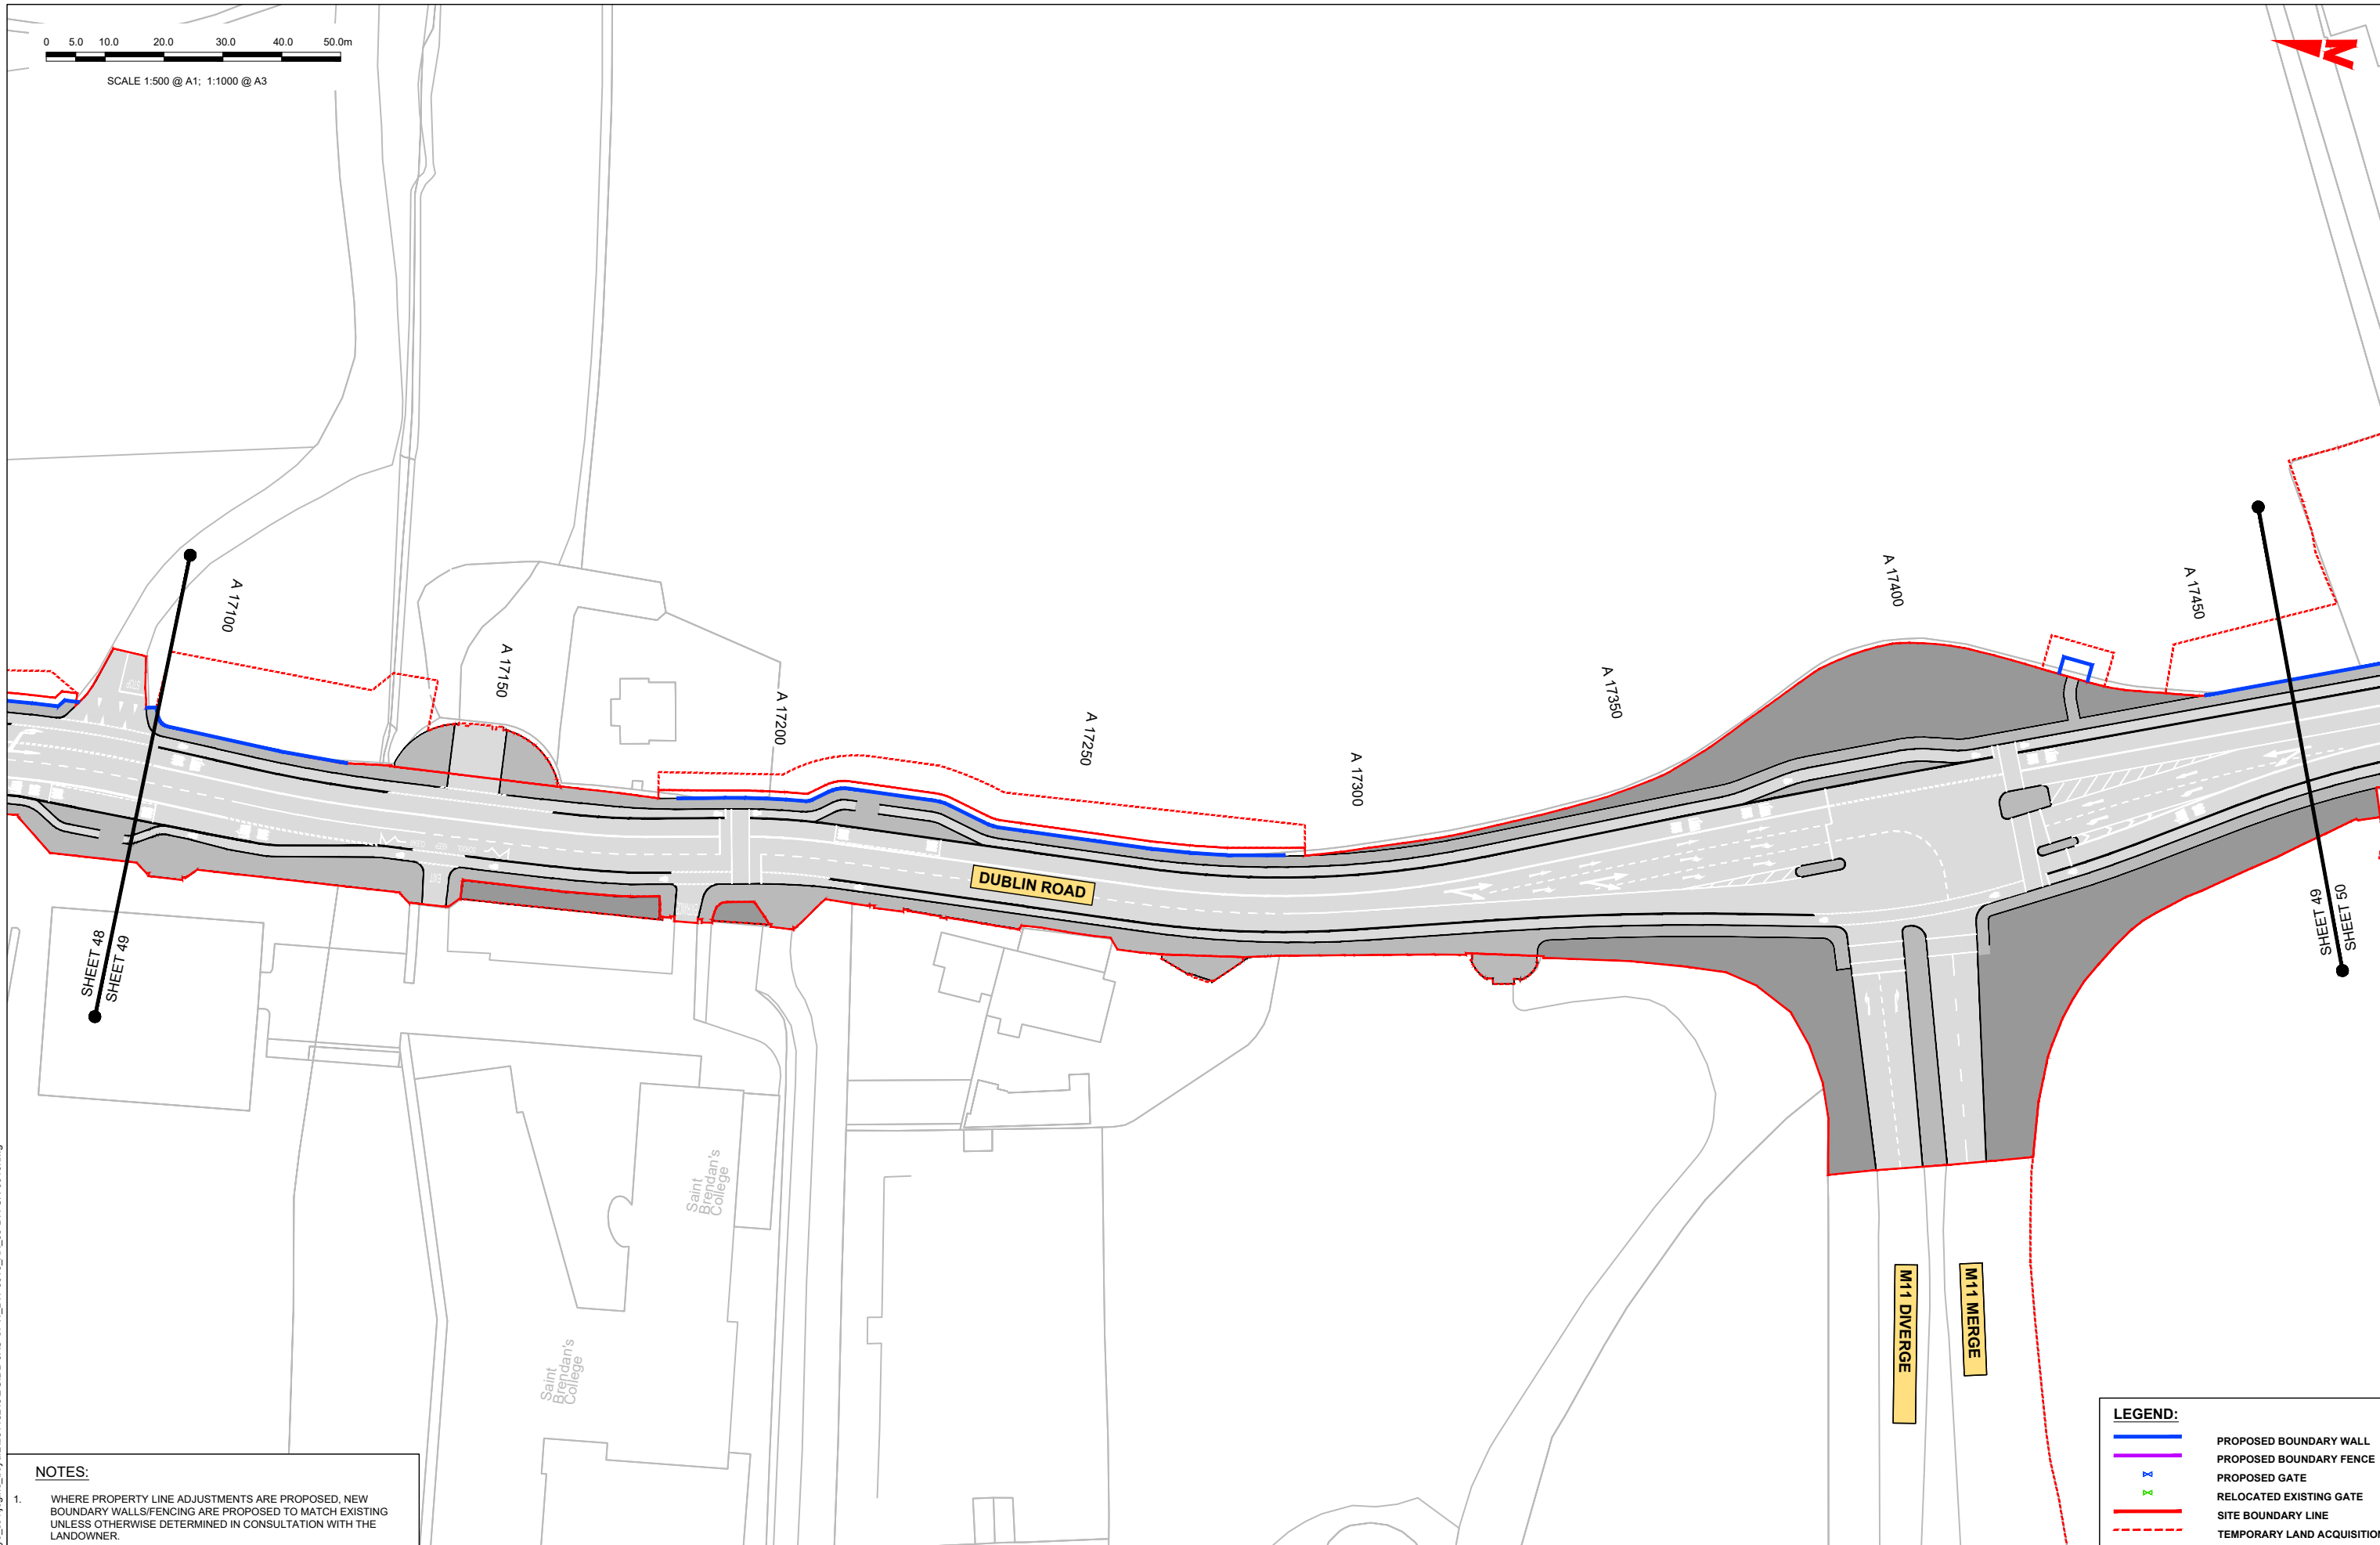 0 5.0 10.0 20.0 30.0 40.0 50.0m
SCALE 1:500 @ A1; 1:1000 @ A3
N
A 17100
A 17150
A 17200
A 17250
A 17300
A 17350
A 17400
A 17450
DUBLIN ROAD
SHEET 48
SHEET 49
SHEET 49
SHEET 50
Saint
Brendan's
College
Saint
Brendan's
College
M11 DIVERGE
M11 MERGE
NOTES:
1. WHERE PROPERTY LINE ADJUSTMENTS ARE PROPOSED, NEW
BOUNDARY WALLS/FENCING ARE PROPOSED TO MATCH EXISTING
UNLESS OTHERWISE DETERMINED IN CONSULTATION WITH THE
LANDOWNER.
LEGEND:
PROPOSED BOUNDARY WALL
PROPOSED BOUNDARY FENCE
PROPOSED GATE
RELOCATED EXISTING GATE
SITE BOUNDARY LINE
TEMPORARY LAND ACQUISITION